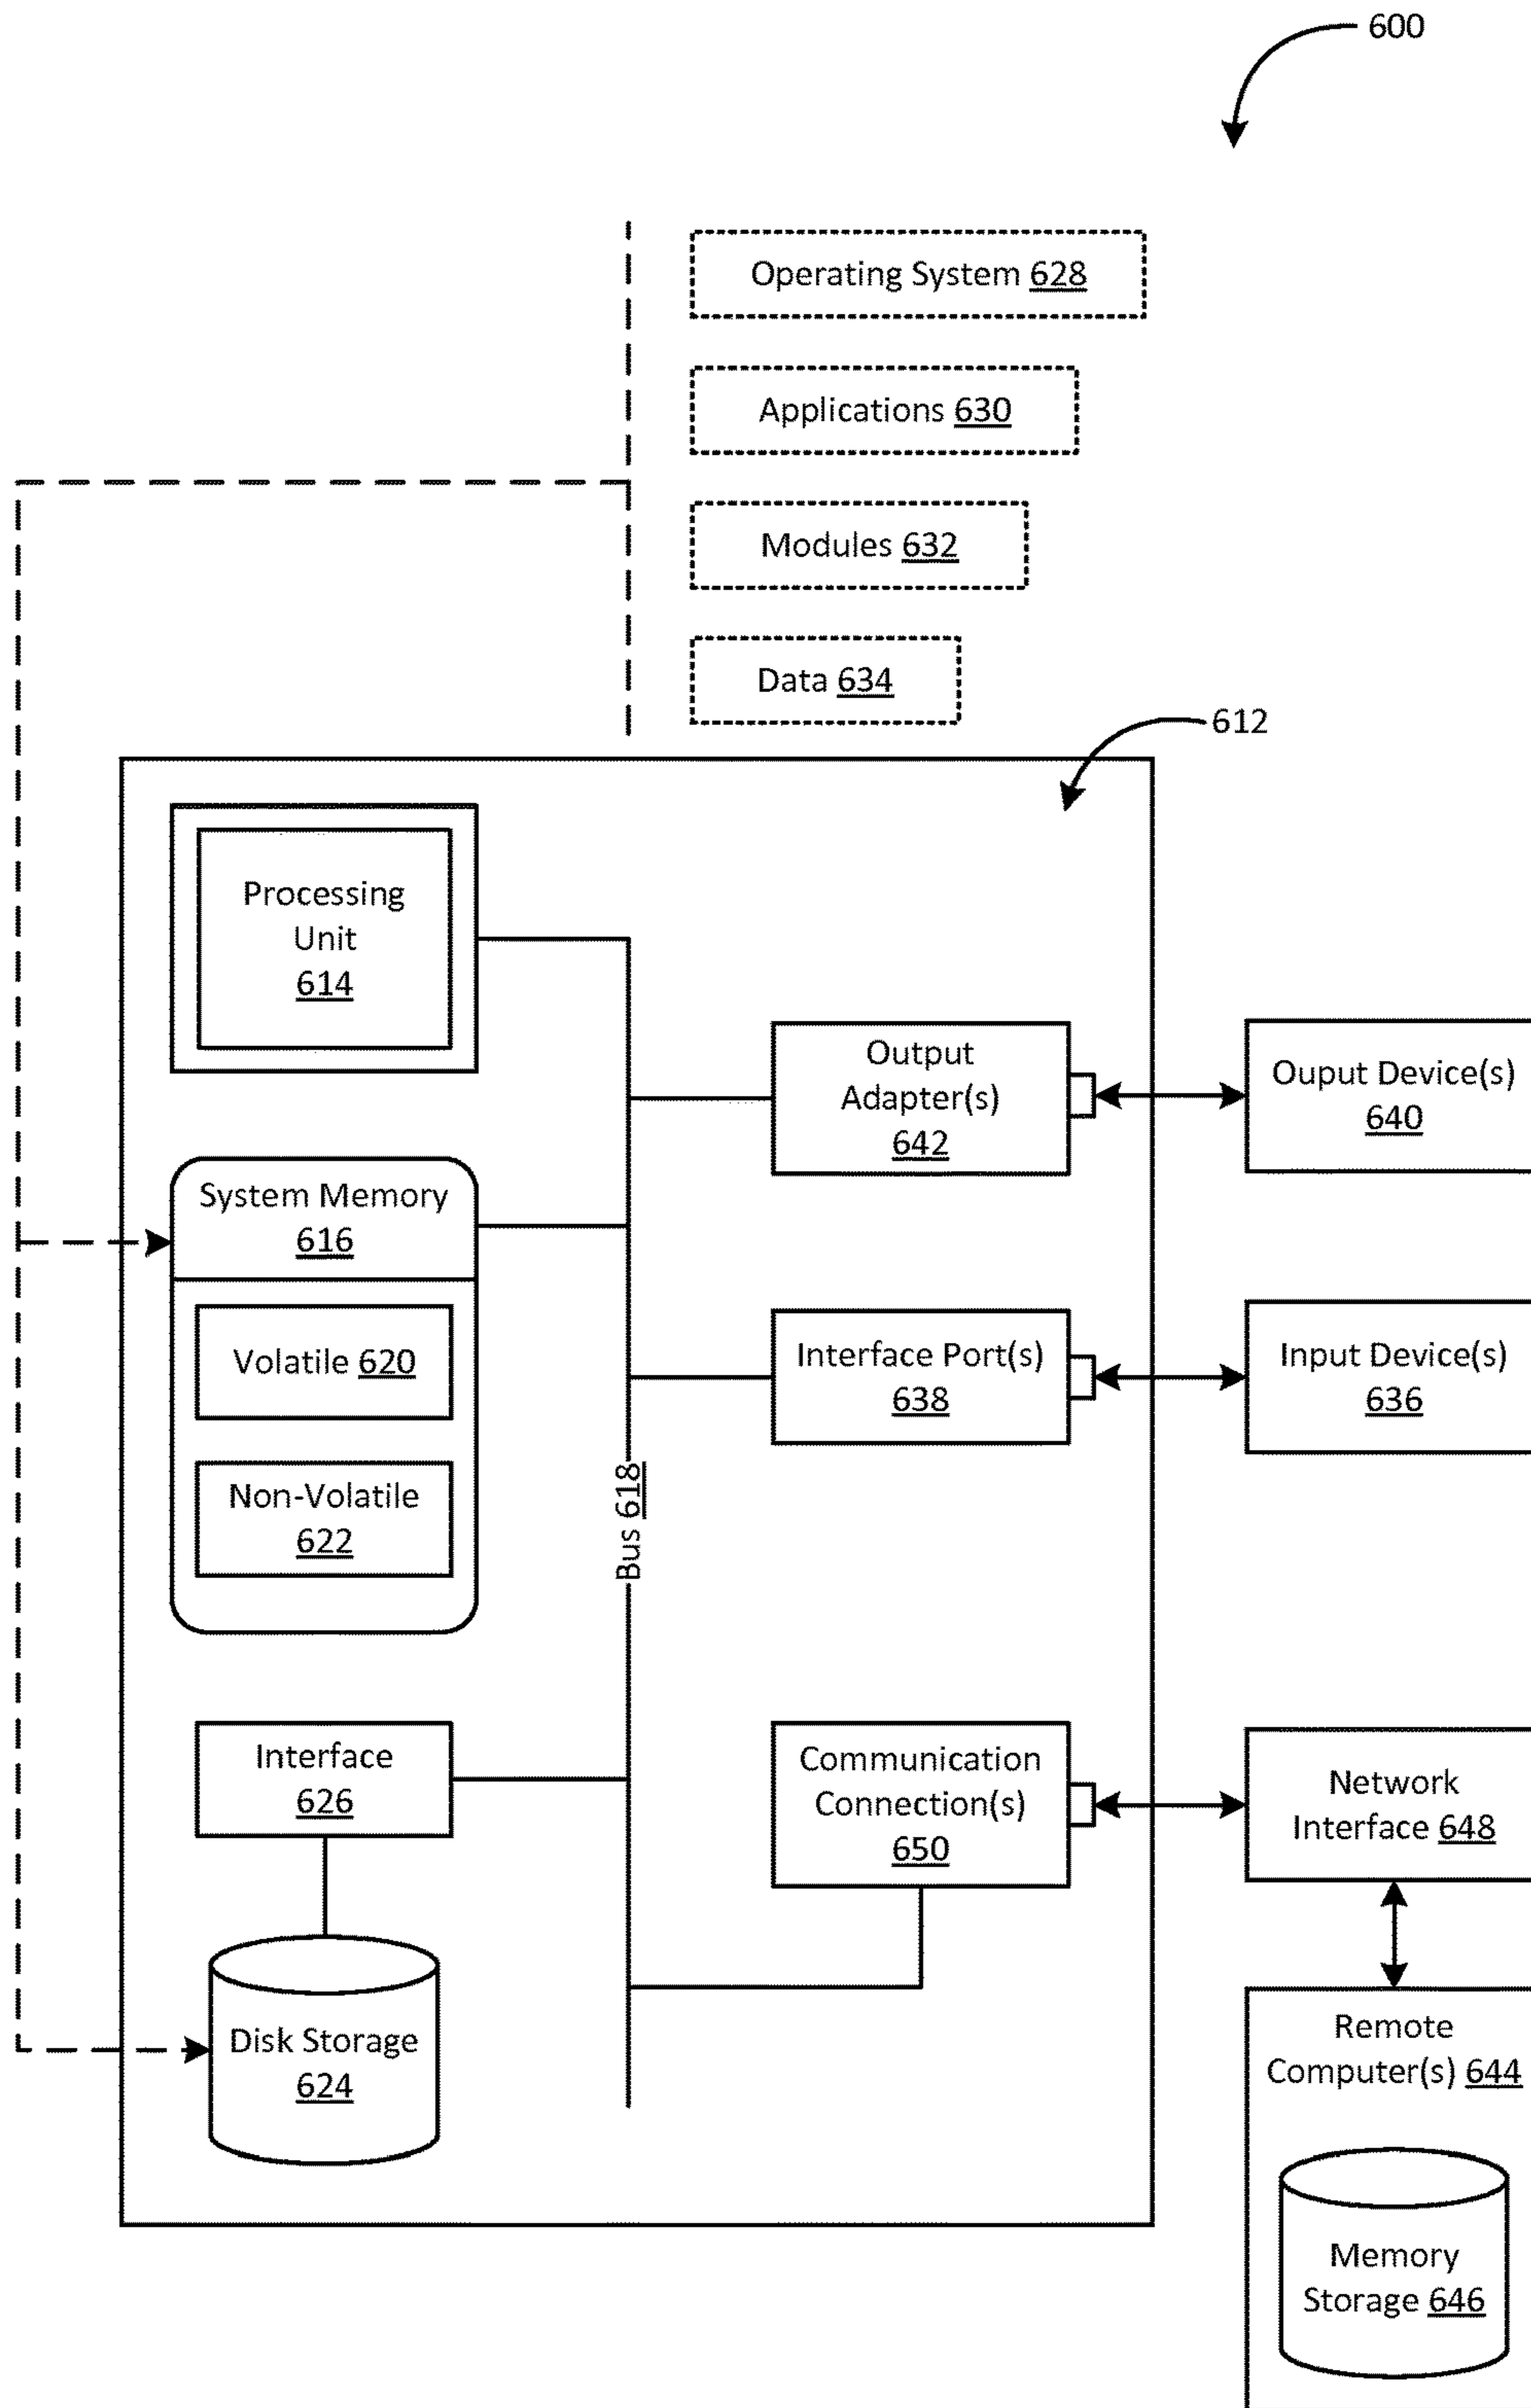 600
Operating System 628
Applications 630
Modules 632
Data 634
612
Processing
Unit
614
Output
Adapter(s)
642
Ouput Device(s)
640
System Memory
616
Volatile 620
Non-Volatile
622
Interface Port(s)
638
Input Device(s)
636
Bus 618
Interface
626
Communication
Connection(s)
650
Network
Interface 648
Disk Storage
624
Remote
Computer(s) 644
Memory
Storage 646